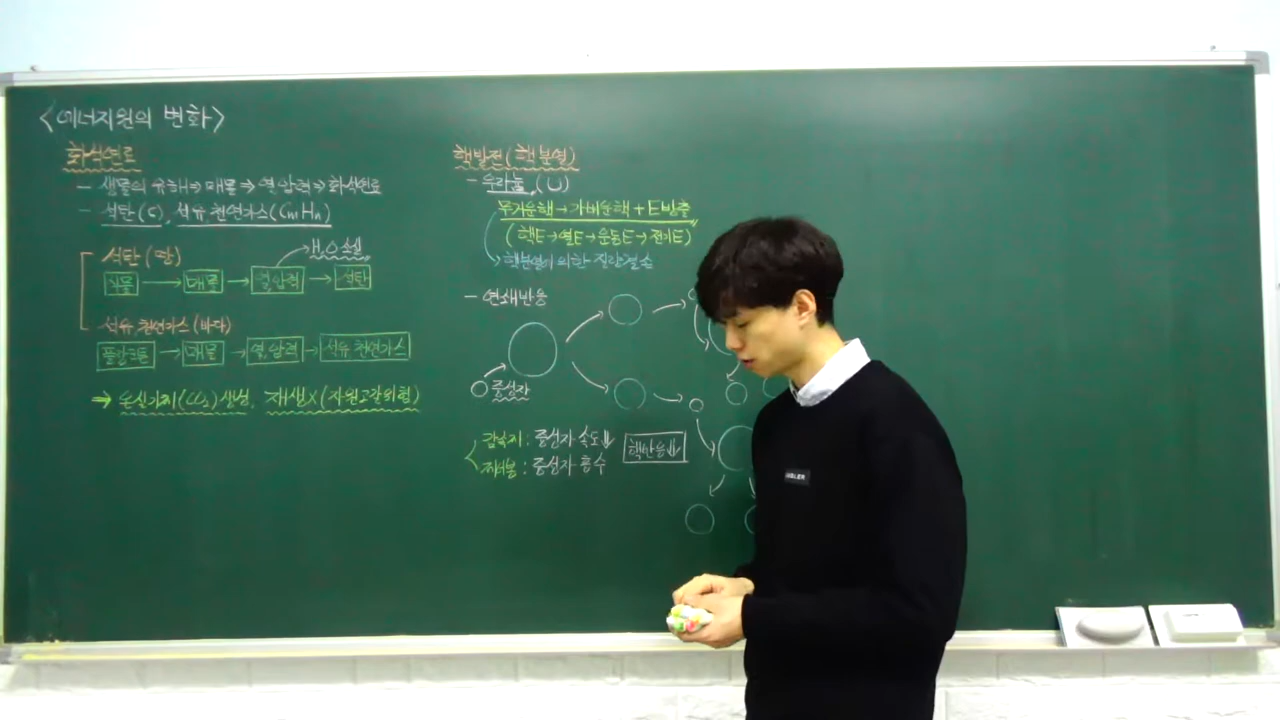 <에너지원의 변화>
화석연료
- 생물의 유해⇒매몰⇒열,압력⇒화석연료
- 석탄(C), 석유 천연가스(CmHn)
석탄(땅)
H,O 손실
식물 → 매몰 → 열,압력 → 석탄
석유 천연가스(바다)
플랑크톤 → 매몰 → 열,압력 → 석유 천연가스
⇒ 온실기체(CO₂)생성, 재생X(자원고갈위험)
핵발전(핵분열)
- 우라늄(U)
무거운핵→가벼운핵+E방출
(핵E→열E→운동E→전기E)
핵분열에 의한 질량결손
- 연쇄반응
중성자
감속재 : 중성자 속도⇓
제어봉 : 중성자 흡수
핵반응⇓